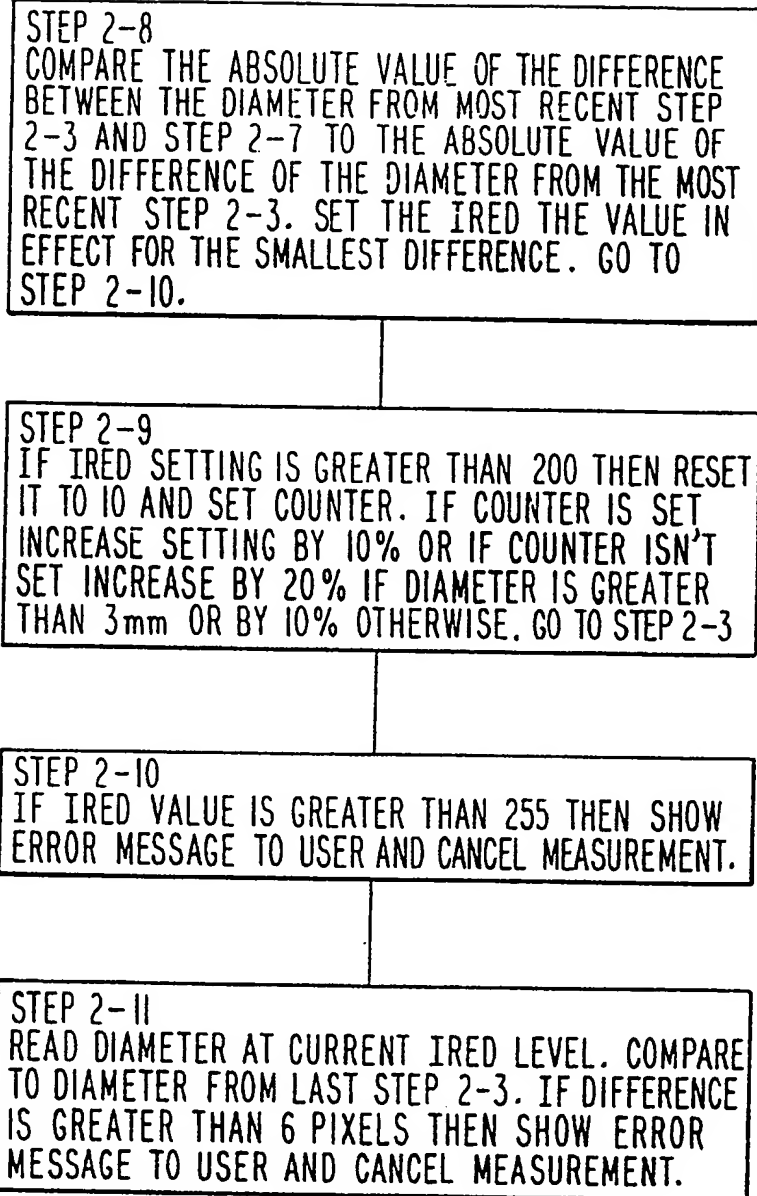 STEP 2-8
COMPARE THE ABSOLUTE VALUE OF THE DIFFERENCE
BETWEEN THE DIAMETER FROM MOST RECENT STEP
2-3 AND STEP 2-7 TO THE ABSOLUTE VALUE OF
THE DIFFERENCE OF THE DIAMETER FROM THE MOST
RECENT STEP 2-3. SET THE IRED THE VALUE IN
EFFECT FOR THE SMALLEST DIFFERENCE. GO TO
STEP 2-10.
STEP 2-9
IF IRED SETTING IS GREATER THAN 200 THEN RESET
IT TO 10 AND SET COUNTER. IF COUNTER IS SET
INCREASE SETTING BY 10% OR IF COUNTER ISN'T
SET INCREASE BY 20% IF DIAMETER IS GREATER
THAN 3mm OR BY 10% OTHERWISE. GO TO STEP 2-3
STEP 2-10
IF IRED VALUE IS GREATER THAN 255 THEN SHOW
ERROR MESSAGE TO USER AND CANCEL MEASUREMENT.
STEP 2-11
READ DIAMETER AT CURRENT IRED LEVEL. COMPARE
TO DIAMETER FROM LAST STEP 2-3. IF DIFFERENCE
IS GREATER THAN 6 PIXELS THEN SHOW ERROR
MESSAGE TO USER AND CANCEL MEASUREMENT.